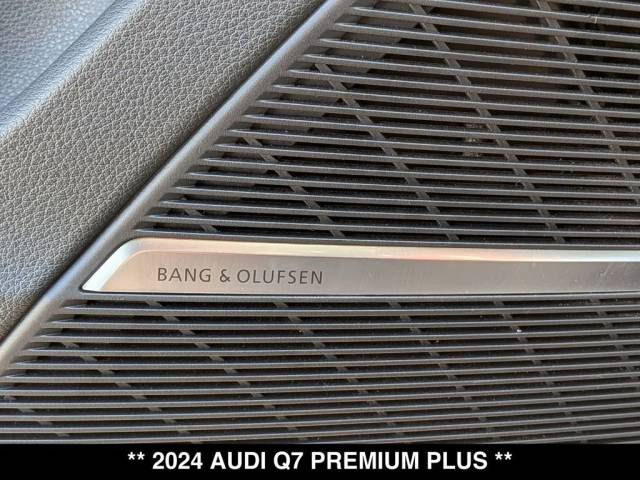 BANG & OLUFSEN
** 2024 AUDI Q7 PREMIUM PLUS **